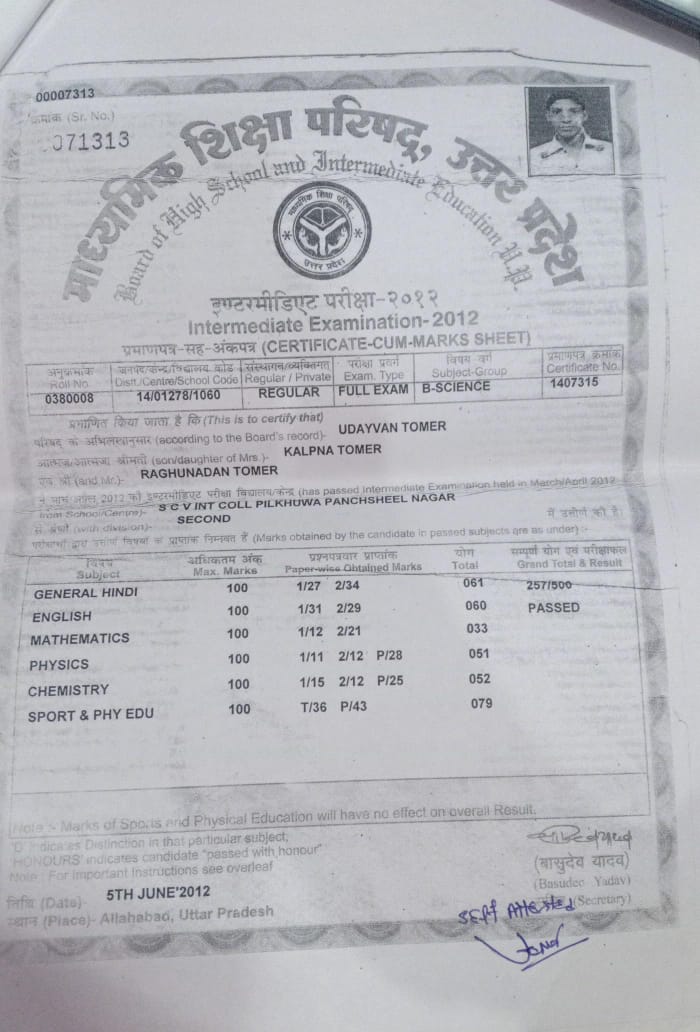 00007313
क्रमांक (Sr. No.)
071313
माध्यमिक शिक्षा परिषद्, उत्तर प्रदेश
Board of High School and Intermediate Education U.P.
माध्यमिक शिक्षा परिषद
उत्तर प्रदेश
इण्टरमीडिएट परीक्षा-२०१२
Intermediate Examination-2012
प्रमाणपत्र-सह-अंकपत्र (CERTIFICATE-CUM-MARKS SHEET)
अनुक्रमांक जनपद/केन्द्र/विद्यालय कोड संस्थागत/व्यक्तिगत परीक्षा प्रवर्ग विषय वर्ग प्रमाणपत्र क्रमांक
Roll No. Distt./Centre/School Code Regular / Private Exam. Type Subject-Group Certificate No.
0380008 14/01278/1060 REGULAR FULL EXAM B-SCIENCE 1407315
प्रमाणित किया जाता है कि (This is to certify that)
परिषद के अभिलेखानुसार (according to the Board's record)- UDAYVAN TOMER
आत्मज/आत्मजा श्रीमती (son/daughter of Mrs.)- KALPNA TOMER
एवं श्री (and Mr.)- RAGHUNADAN TOMER
ने मार्च/अप्रैल, 2012 की इण्टरमीडिएट परीक्षा विद्यालय/केन्द्र (has passed Intermediate Examination held in March/April 2012
from School/Centre)- S C V INT COLL PILKHUWA PANCHSHEEL NAGAR
से श्रेणी (with division)- SECOND में उत्तीर्ण की है।
परीक्षार्थी द्वारा उत्तीर्ण विषयों के प्राप्तांक निम्नवत हैं (Marks obtained by the candidate in passed subjects are as under) :-
विषय अधिकतम अंक प्रश्नपत्रवार प्राप्तांक योग सम्पूर्ण योग एवं परीक्षाफल
Subject Max. Marks Paper-wise Obtained Marks Total Grand Total & Result
GENERAL HINDI 100 1/27 2/34 061 257/500
ENGLISH 100 1/31 2/29 060 PASSED
MATHEMATICS 100 1/12 2/21 033
PHYSICS 100 1/11 2/12 P/28 051
CHEMISTRY 100 1/15 2/12 P/25 052
SPORT & PHY EDU 100 T/36 P/43 079
Note :- Marks of Sports and Physical Education will have no effect on overall Result.
'D' indicates Distinction in that particular subject,
'HONOURS' indicates candidate "passed with honour"
Note : For Important Instructions see overleaf
तिथि (Date)- 5TH JUNE'2012
स्थान (Place)- Allahabad, Uttar Pradesh
(बासुदेव यादव)
(Basudeo Yadav)
(Secretary)
Self Attested